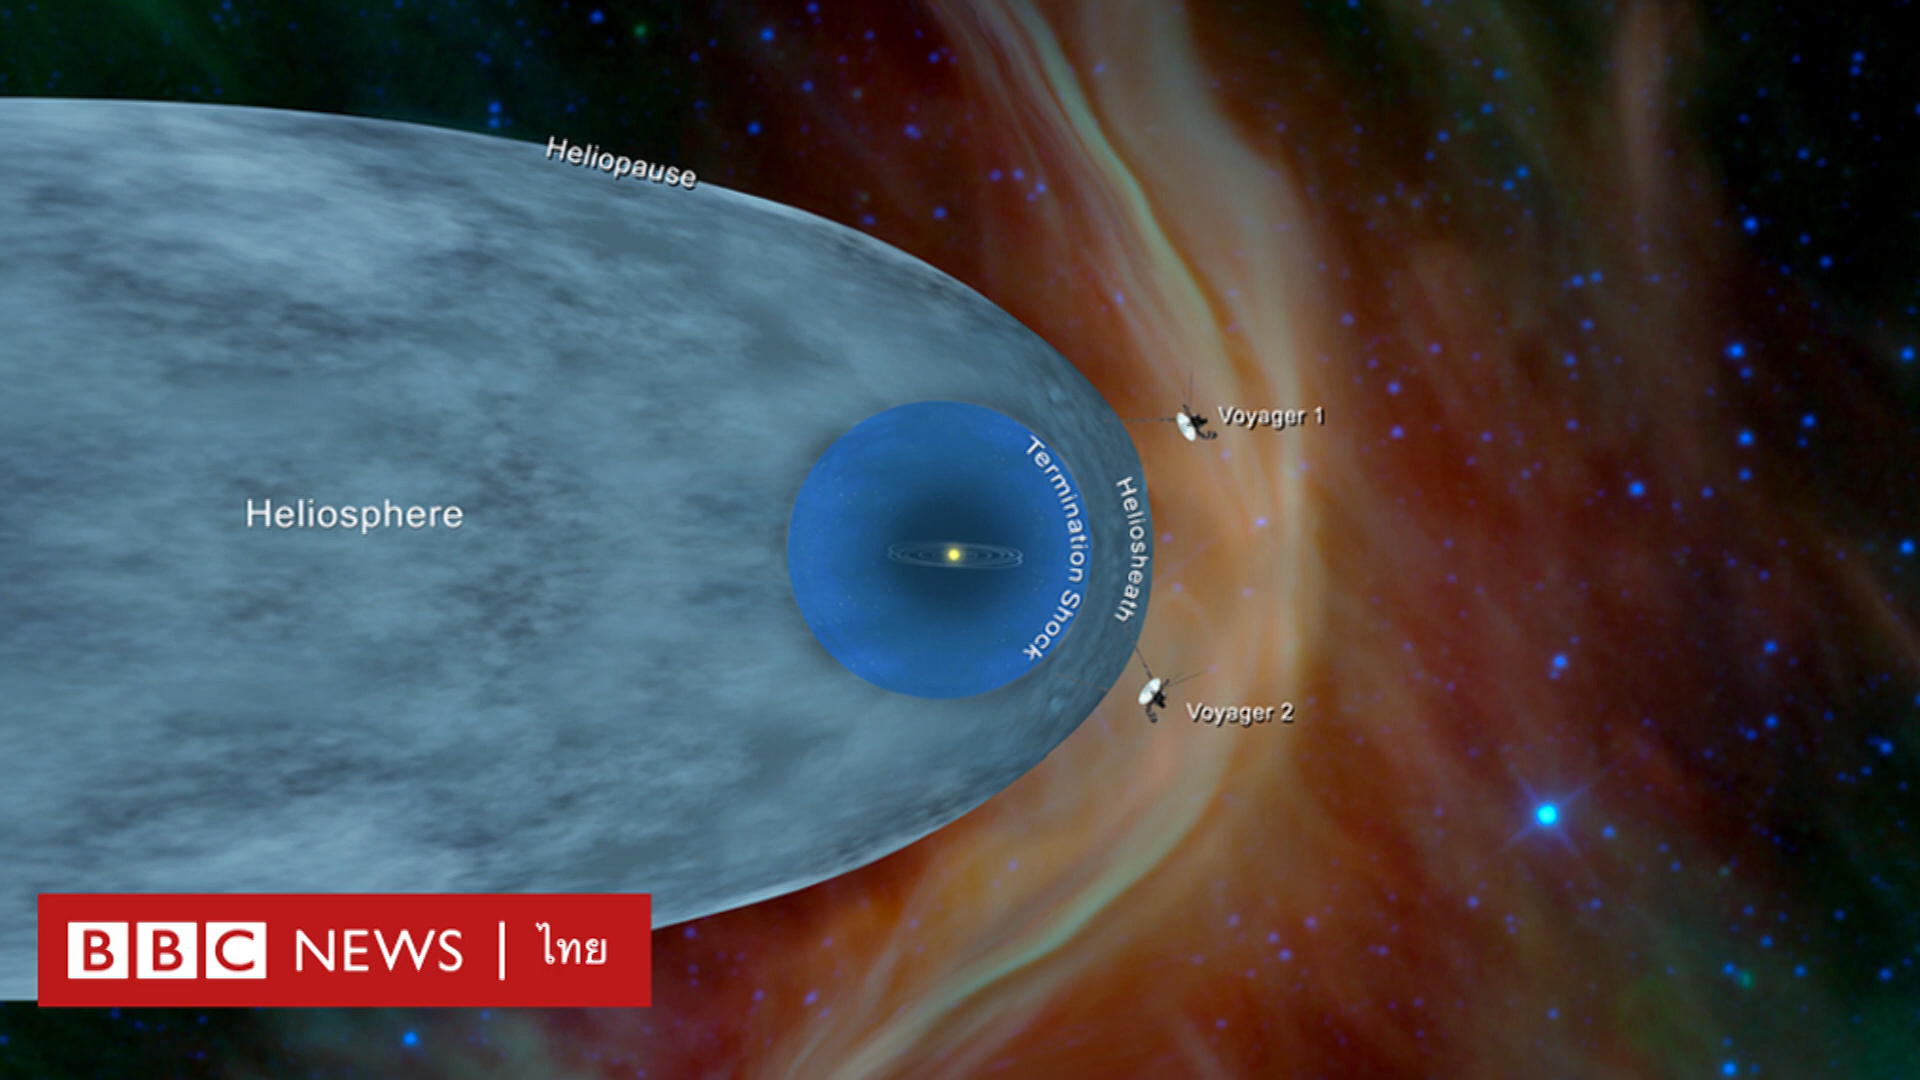 Heliopause
Voyager 1
Termination Shock
Heliosheath
Heliosphere
Voyager 2
BBC NEWS | ไทย